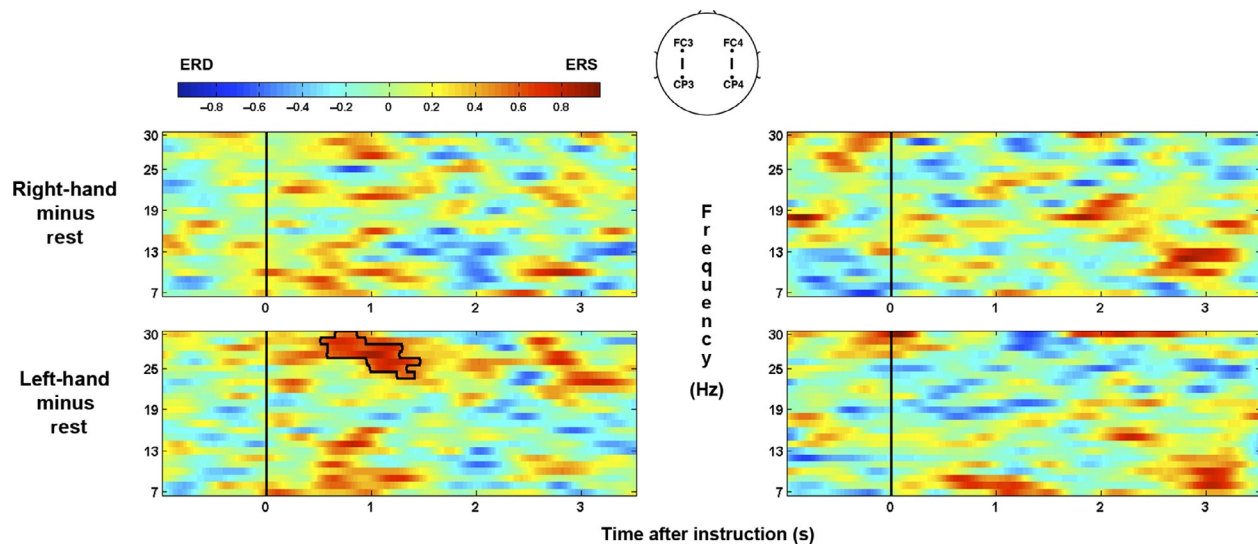 FC3 FC4
CP3 CP4
ERD ERS
−0.8 −0.6 −0.4 −0.2 0 0.2 0.4 0.6 0.8
Right-hand
minus
rest
30
25
19
13
7
0 1 2 3
30
25
19
13
7
0 1 2 3
Left-hand
minus
rest
30
25
19
13
7
0 1 2 3
30
25
19
13
7
0 1 2 3
Frequency
(Hz)
Time after instruction (s)